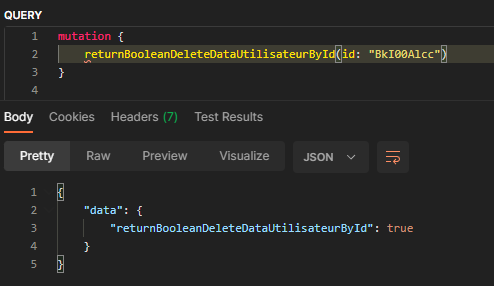 QUERY
1 mutation {
2 returnBooleanDeleteDataUtilisateurById(id: "BkI00Alcc")
3 }
4
Body Cookies Headers (7) Test Results
Pretty Raw Preview Visualize JSON
1 {
2 "data": {
3 "returnBooleanDeleteDataUtilisateurById": true
4 }
5 }